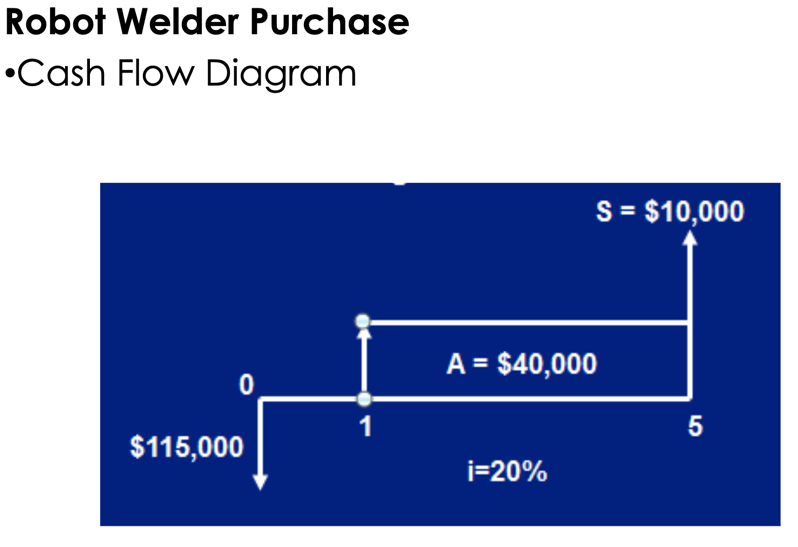 Robot Welder Purchase
•Cash Flow Diagram
S = $10,000
A = $40,000
0
1
5
$115,000
i=20%